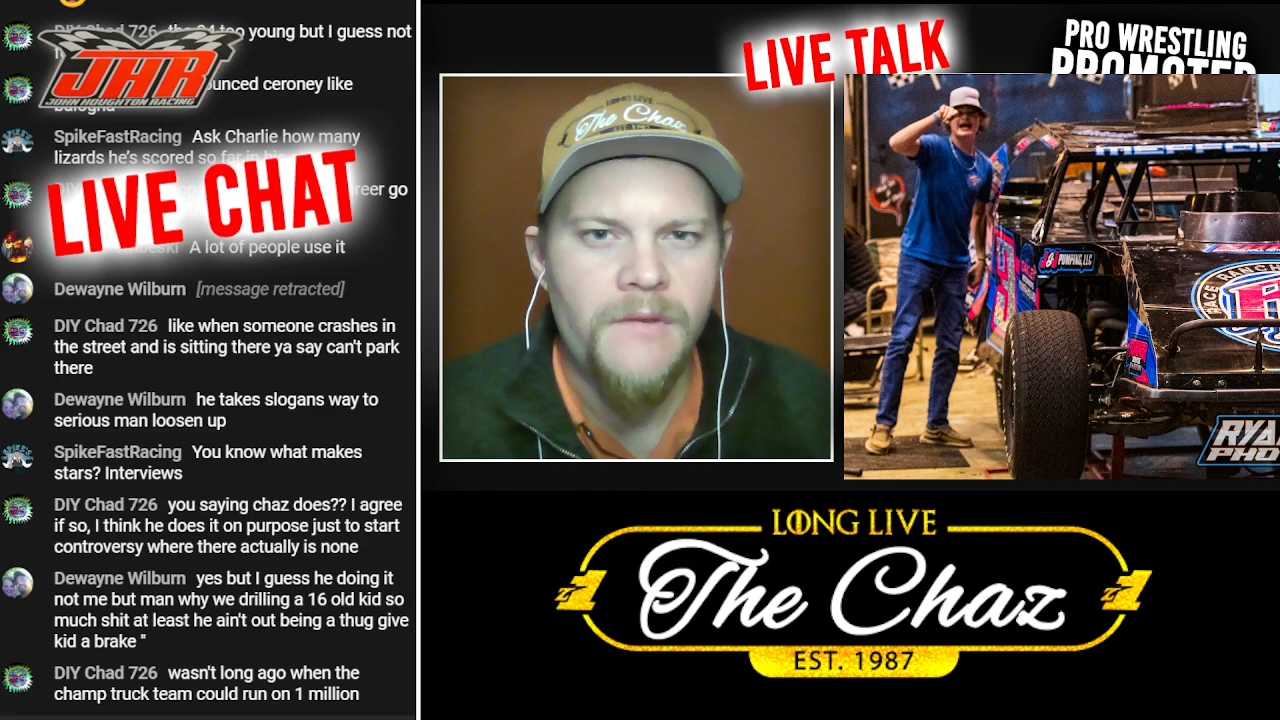 DIY Chad 726 the 24 too young but I guess not
JHR
JOHN HOUGHTON RACING
ounced ceroney like
SpikeFastRacing Ask Charlie how many
lizards he's scored so far in
LIVE CHAT
reer go
A lot of people use it
Dewayne Wilburn [message retracted]
DIY Chad 726 like when someone crashes in
the street and is sitting there ya say can't park
there
Dewayne Wilburn he takes slogans way to
serious man loosen up
SpikeFastRacing You know what makes
stars? Interviews
DIY Chad 726 you saying chaz does?? I agree
if so, I think he does it on purpose just to start
controversy where there actually is none
Dewayne Wilburn yes but I guess he doing it
not me but man why we drilling a 16 old kid so
much shit at least he ain't out being a thug give
kid a brake "
DIY Chad 726 wasn't long ago when the
champ truck team could run on 1 million
LIVE TALK
PRO WRESTLING
PROMOTER
LONG LIVE
The Chaz
J&J PUMPING, LLC
RYA
PHO
LONG LIVE
The Chaz
EST. 1987